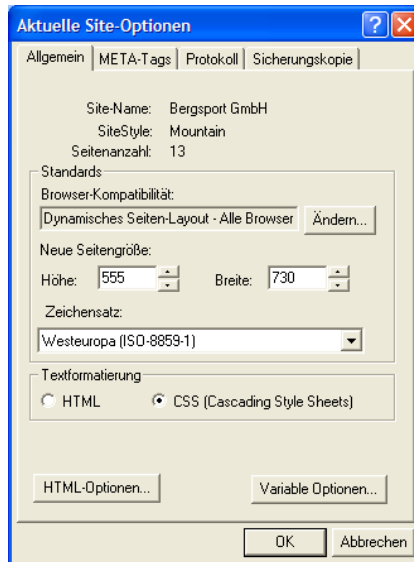 Aktuelle Site-Optionen
Allgemein META-Tags Protokoll Sicherungskopie
Site-Name: Bergsport GmbH
SiteStyle: Mountain
Seitenanzahl: 13
Standards
Browser-Kompatibilität:
Dynamisches Seiten-Layout - Alle Browser Ändern...
Neue Seitengröße:
Höhe: 555 Breite: 730
Zeichensatz:
Westeuropa (ISO-8859-1)
Textformatierung
HTML CSS (Cascading Style Sheets)
HTML-Optionen... Variable Optionen...
OK Abbrechen